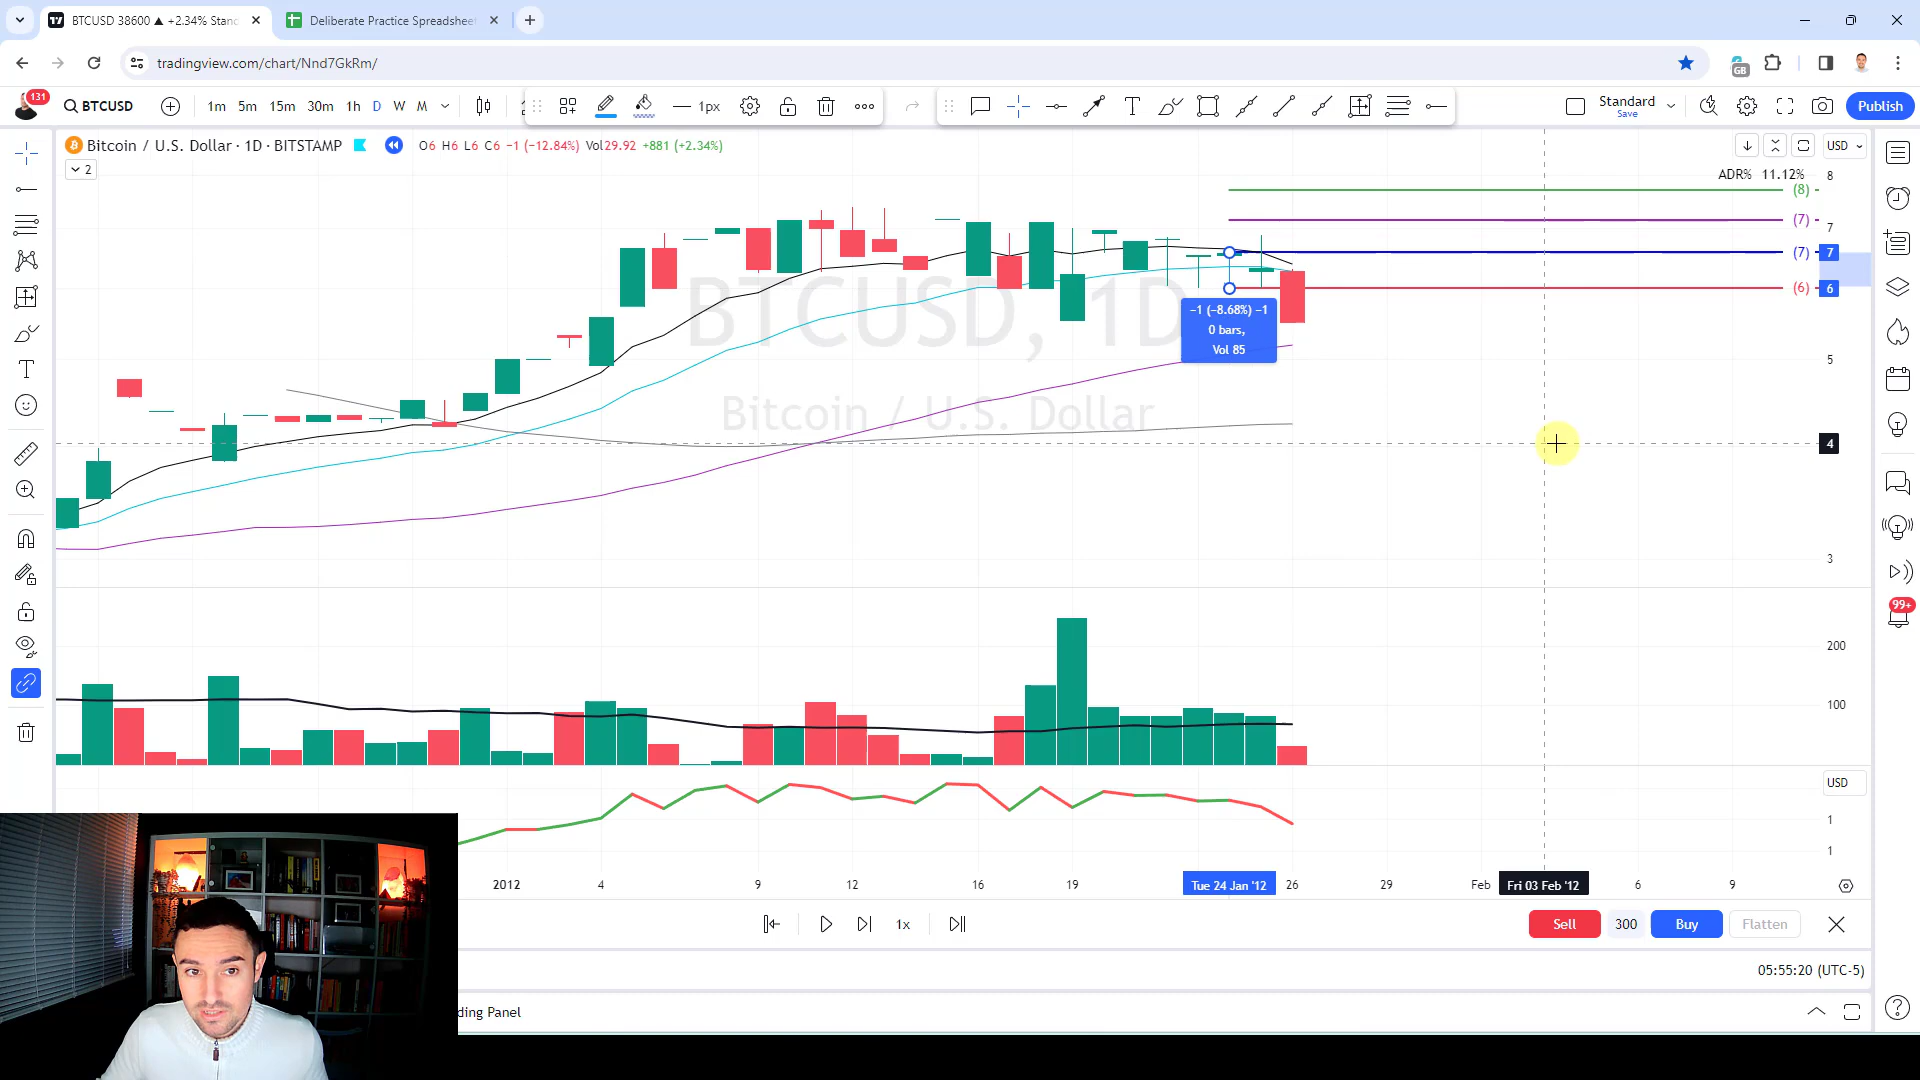 BTCUSD 38600 ▲ +2.34% Stanc
Deliberate Practice Spreadshee
tradingview.com/chart/Nnd7GkRm/
GB
131
BTCUSD
1m 5m 15m 30m 1h D W M
1px
Standard
Save
Publish
Bitcoin / U.S. Dollar · 1D · BITSTAMP
O6 H6 L6 C6 −1 (−12.84%) Vol29.92 +881 (+2.34%)
USD
2
ADR% 11.12%
8
(8)
(7)
7
(7) 7
(6) 6
BTCUSD, 1D
Bitcoin / U.S. Dollar
−1 (−8.68%) −1
0 bars,
Vol 85
5
4
3
99+
200
100
USD
1
1
2012 4 9 12 16 19 Tue 24 Jan '12 26 29 Feb Fri 03 Feb '12 6 9
1x
Sell 300 Buy Flatten
05:55:20 (UTC-5)
ding Panel